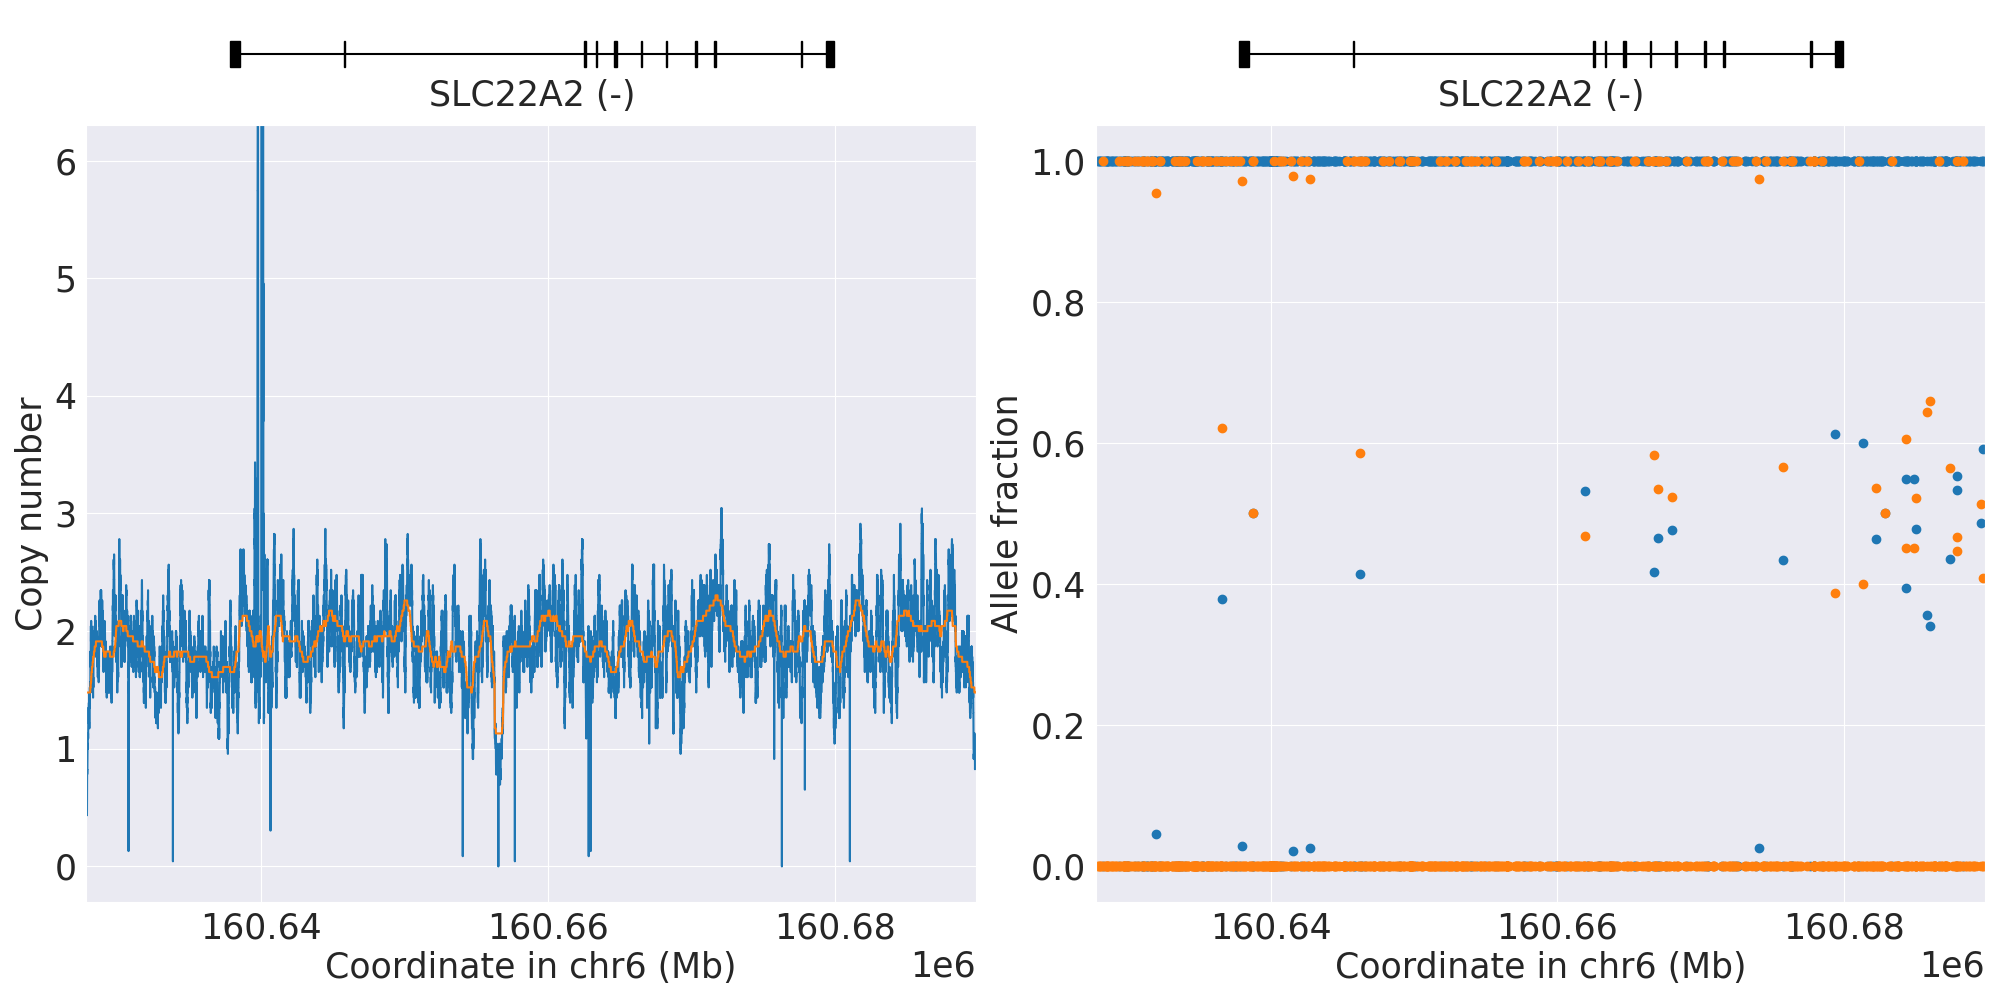 SLC22A2 (-)
6
5
4
3
2
1
0
Copy number
160.64 160.66 160.68
Coordinate in chr6 (Mb) 1e6
SLC22A2 (-)
1.0
0.8
0.6
0.4
0.2
0.0
Allele fraction
160.64 160.66 160.68
Coordinate in chr6 (Mb) 1e6